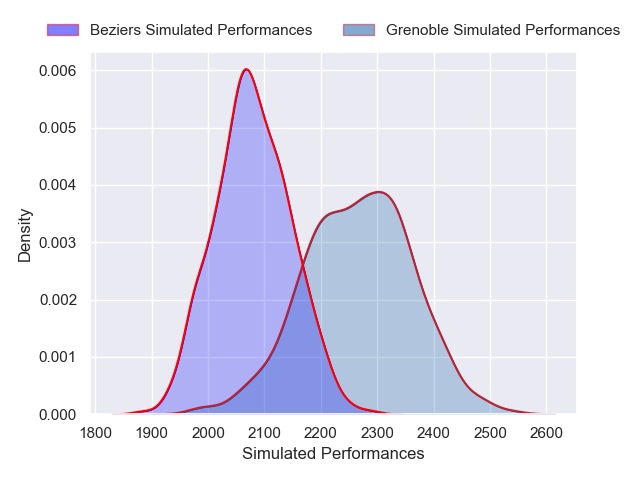 Beziers Simulated Performances Grenoble Simulated Performances
0.006
0.005
0.004
0.003
0.002
0.001
0.000
Density
1800 1900 2000 2100 2200 2300 2400 2500 2600
Simulated Performances